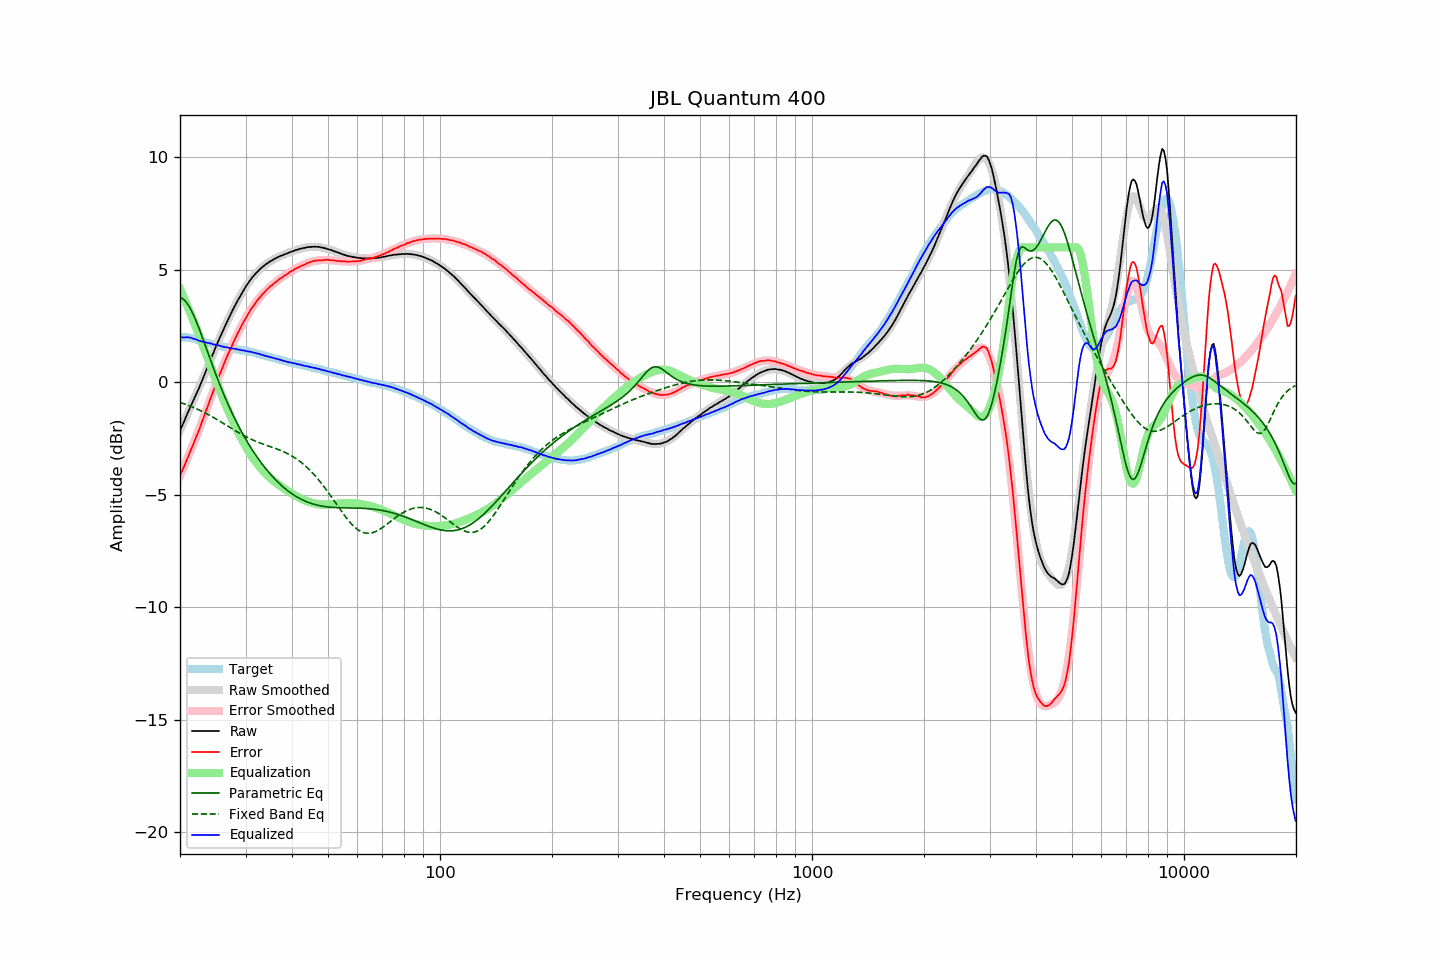 JBL Quantum 400
Amplitude (dBr)
10
5
0
−5
−10
−15
−20
Target
Raw Smoothed
Error Smoothed
Raw
Error
Equalization
Parametric Eq
Fixed Band Eq
Equalized
100
1000
10000
Frequency (Hz)